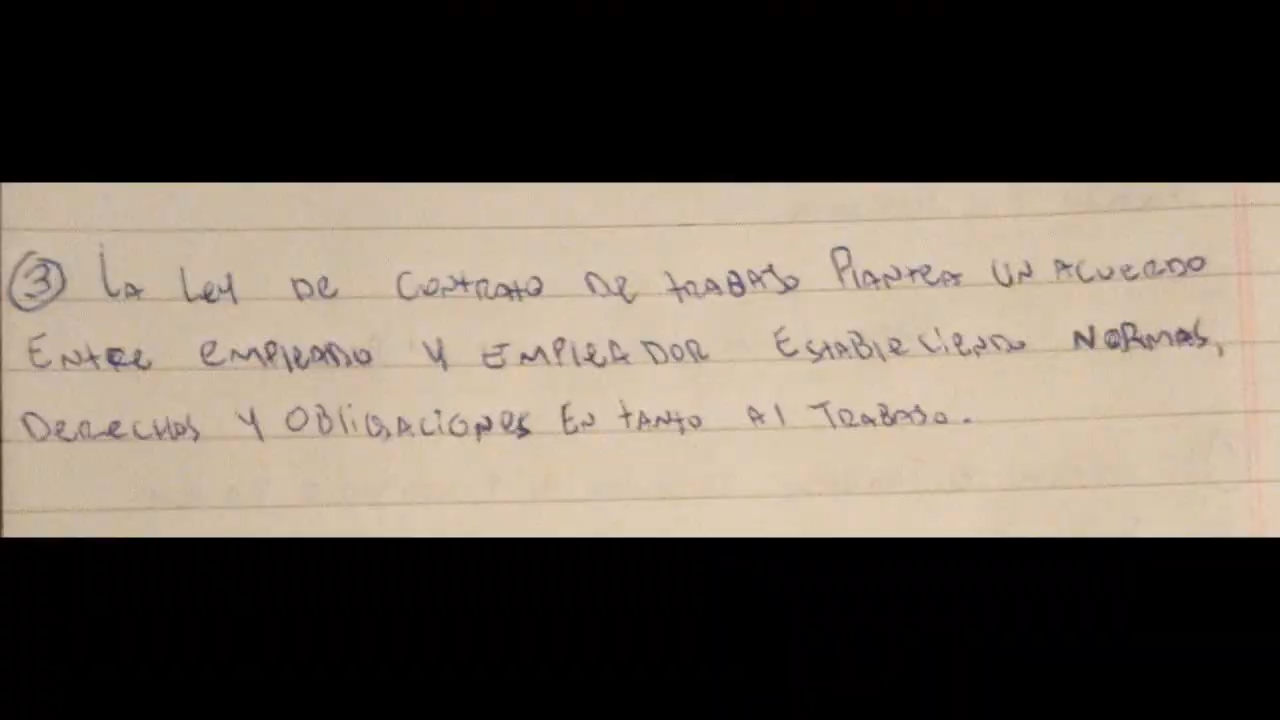 ③ La Ley de contrato de trabajo Plantea un acuerdo
Entre empleado y empleador Estableciendo Normas,
Derechos y Obligaciones En tanto al Trabajo.